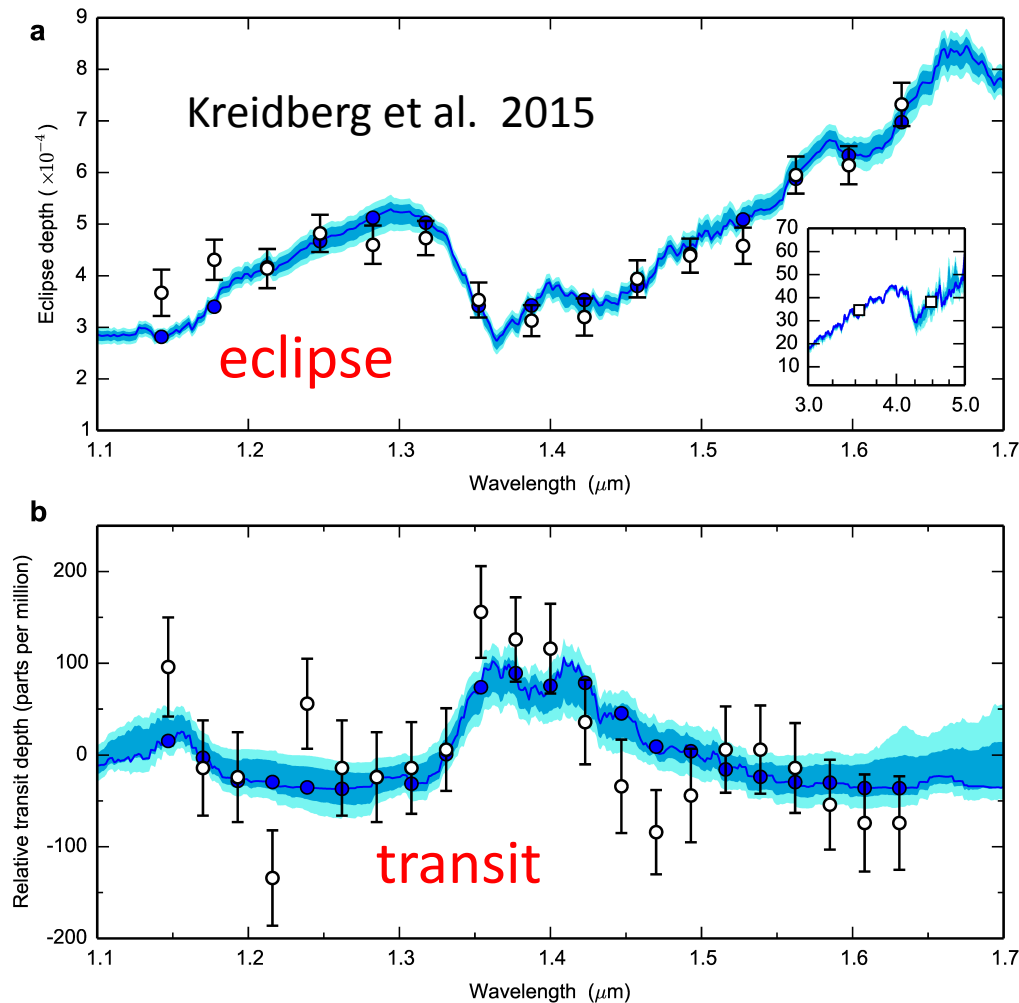 a
9
8
7
6
5
4
3
2
1
Eclipse depth ( ×10⁻⁴)
Kreidberg et al. 2015
eclipse
70
60
50
40
30
20
10
3.0 4.0 5.0
1.1 1.2 1.3 1.4 1.5 1.6 1.7
Wavelength (μm)
b
200
100
0
-100
-200
Relative transit depth (parts per million)
transit
1.1 1.2 1.3 1.4 1.5 1.6 1.7
Wavelength (μm)